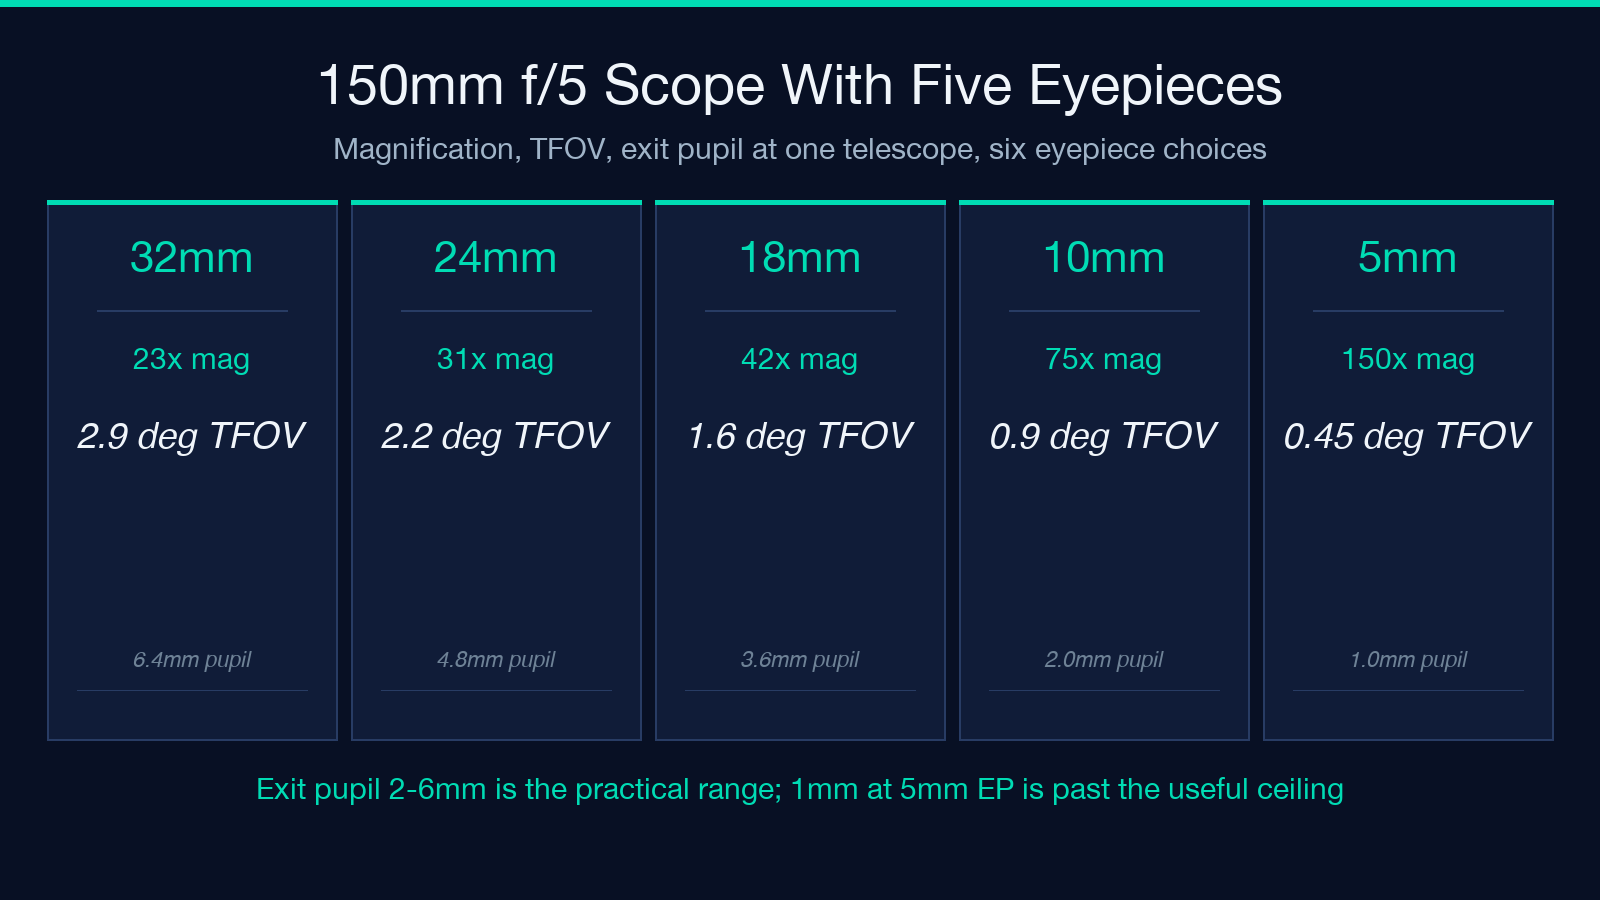 150mm f/5 Scope With Five Eyepieces
Magnification, TFOV, exit pupil at one telescope, six eyepiece choices
32mm
23x mag
2.9 deg TFOV
6.4mm pupil
24mm
31x mag
2.2 deg TFOV
4.8mm pupil
18mm
42x mag
1.6 deg TFOV
3.6mm pupil
10mm
75x mag
0.9 deg TFOV
2.0mm pupil
5mm
150x mag
0.45 deg TFOV
1.0mm pupil
Exit pupil 2-6mm is the practical range; 1mm at 5mm EP is past the useful ceiling